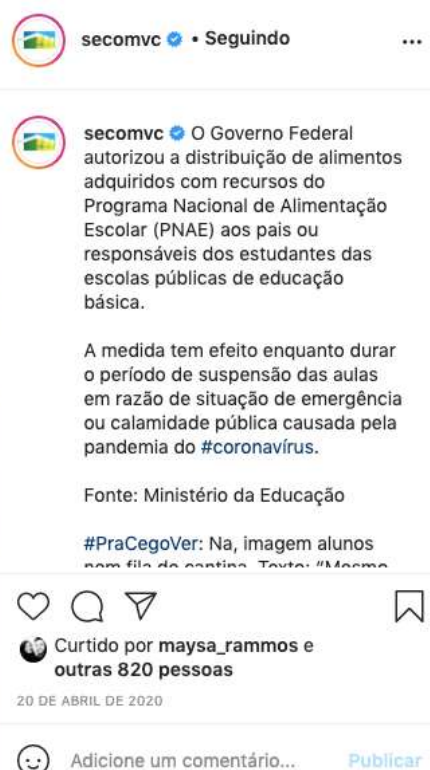 secomvc • Seguindo
secomvc O Governo Federal
autorizou a distribuição de alimentos
adquiridos com recursos do
Programa Nacional de Alimentação
Escolar (PNAE) aos pais ou
responsáveis dos estudantes das
escolas públicas de educação
básica.
A medida tem efeito enquanto durar
o período de suspensão das aulas
em razão de situação de emergência
ou calamidade pública causada pela
pandemia do #coronavírus.
Fonte: Ministério da Educação
#PraCegoVer: Na, imagem alunos
Texto: "Mesmo
Curtido por maysa_rammos e
outras 820 pessoas
20 DE ABRIL DE 2020
Adicione um comentário... Publicar